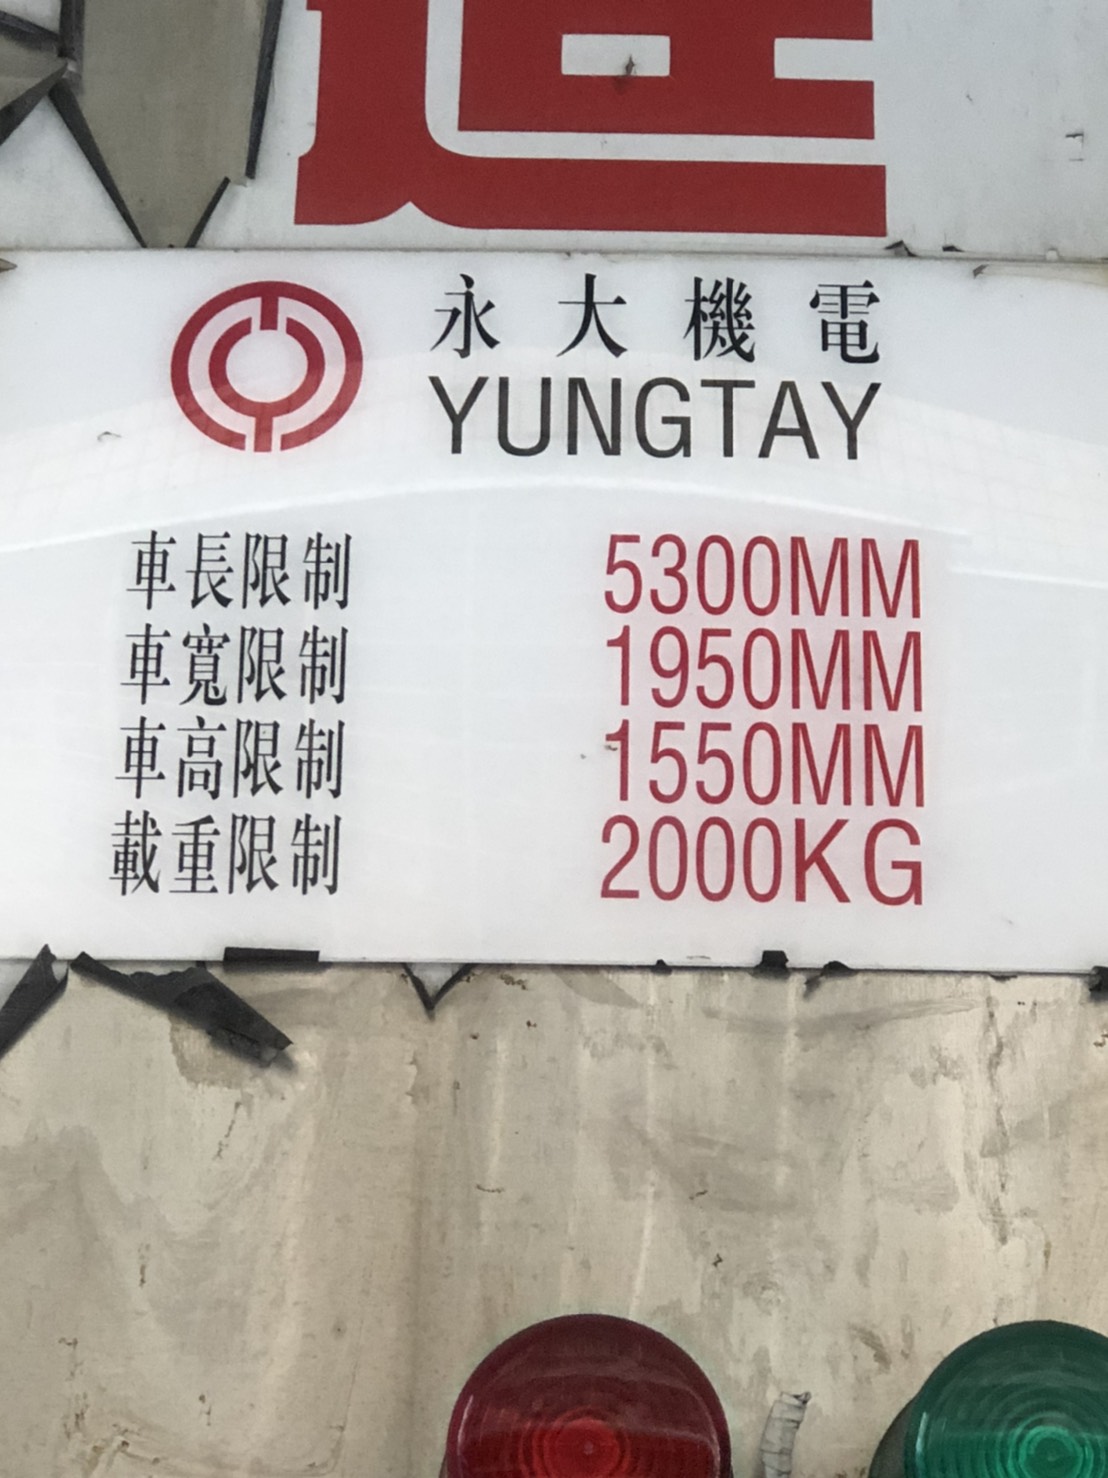 永大機電
YUNGTAY
車長限制 5300MM
車寬限制 1950MM
車高限制 1550MM
載重限制 2000KG